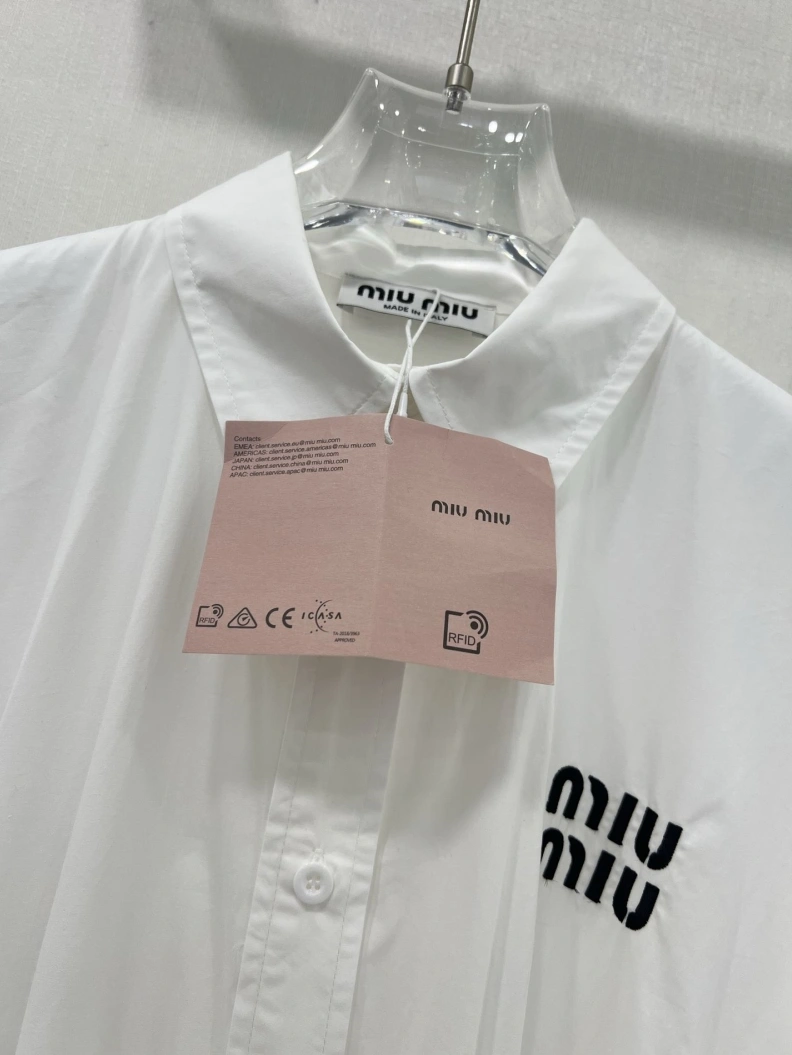 MIU MIU
MADE IN ITALY
Contacts
EMEA: client.service.eu@miu miu.com
AMERICAS: client.service.americas@miu miu.com
JAPAN: client.service.jp@miu miu.com
CHINA: client.service.china@miu miu.com
APAC: client.service.apac@miu miu.com
MIU MIU
RFID
CE
ICASA
APPROVED
RFID
MIU
MIU